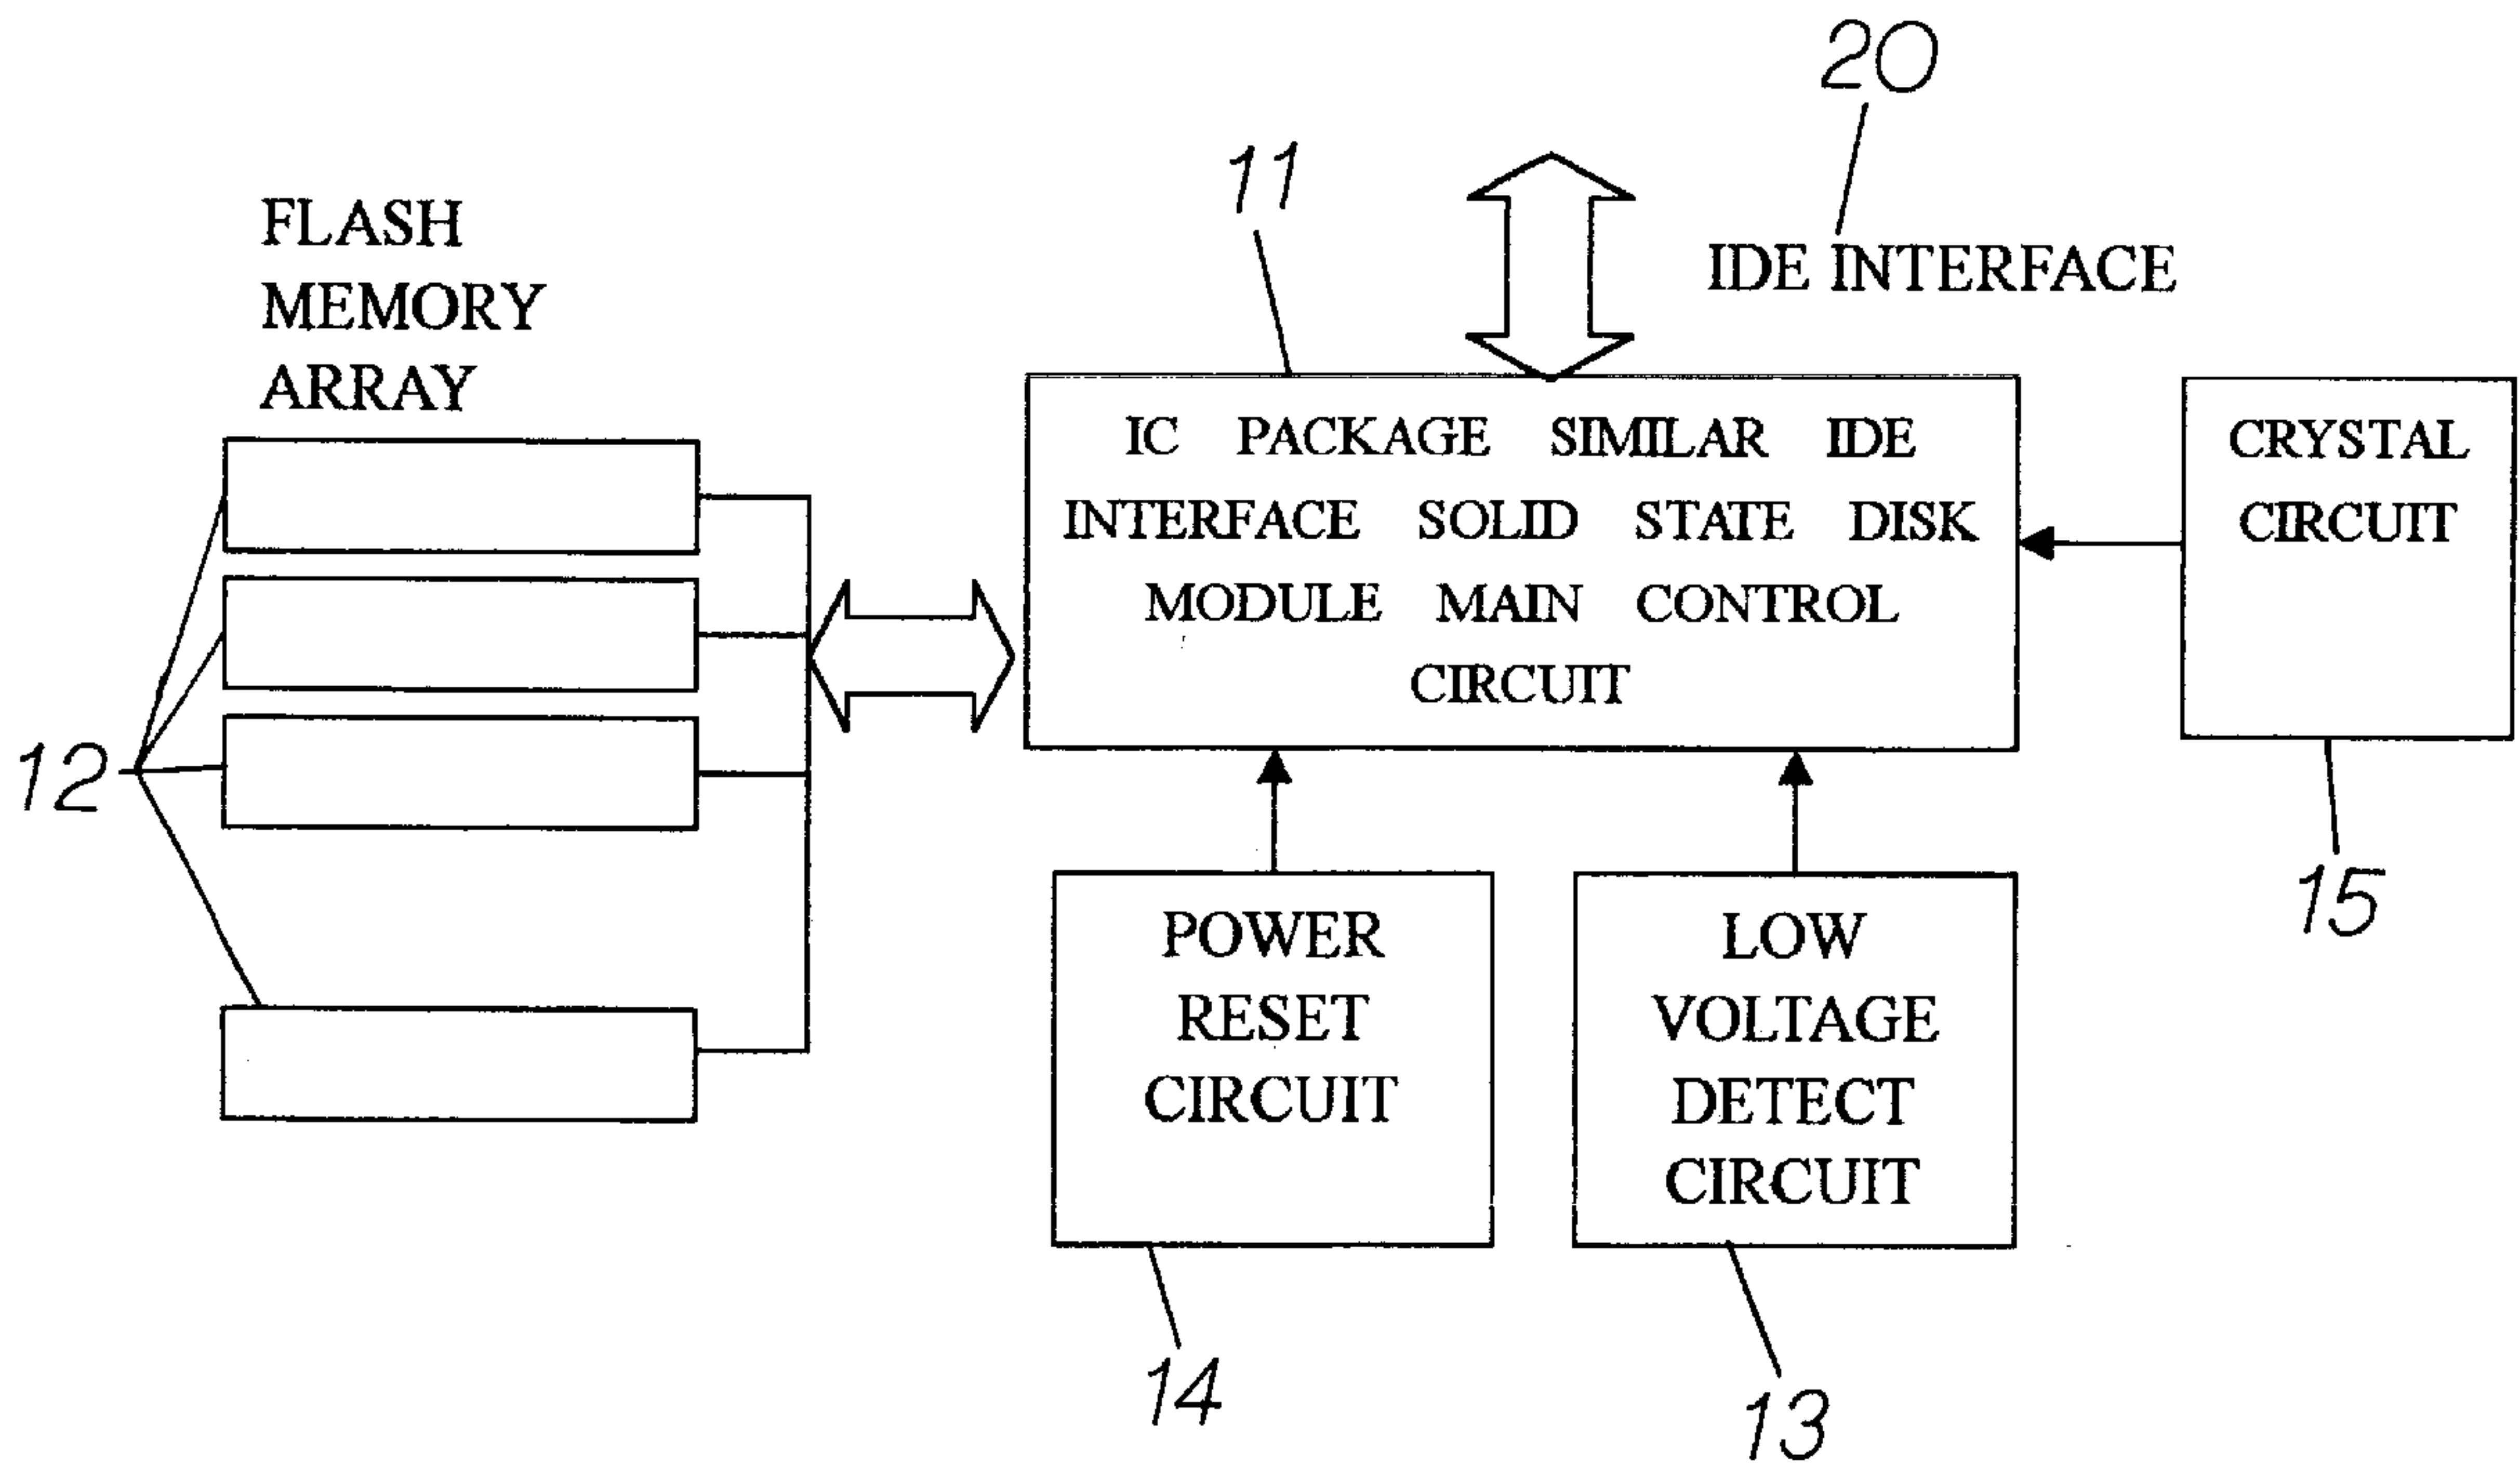 20
11
FLASH
MEMORY
ARRAY
IDE INTERFACE
IC PACKAGE SIMILAR IDE
INTERFACE SOLID STATE DISK
MODULE MAIN CONTROL
CIRCUIT
CRYSTAL
CIRCUIT
12
15
POWER
RESET
CIRCUIT
LOW
VOLTAGE
DETECT
CIRCUIT
14
13